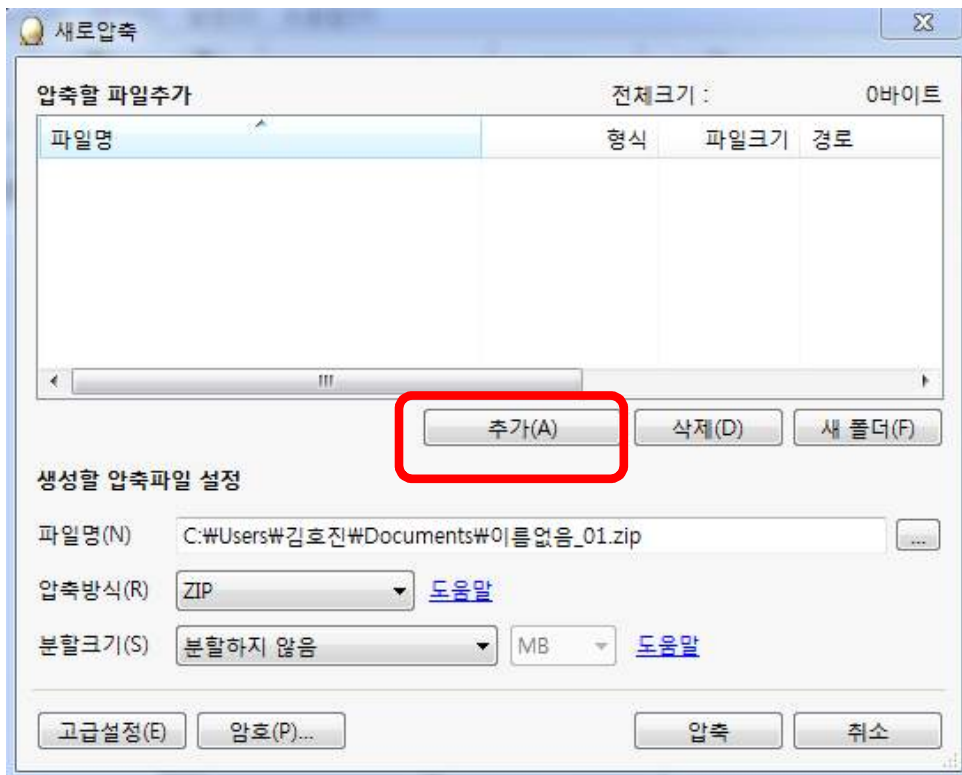 새로압축
압축할 파일추가 전체크기 : 0바이트
파일명 형식 파일크기 경로
추가(A) 삭제(D) 새 폴더(F)
생성할 압축파일 설정
파일명(N) C:₩Users₩김호진₩Documents₩이름없음_01.zip ...
압축방식(R) ZIP 도움말
분할크기(S) 분할하지 않음 MB 도움말
고급설정(E) 암호(P)... 압축 취소